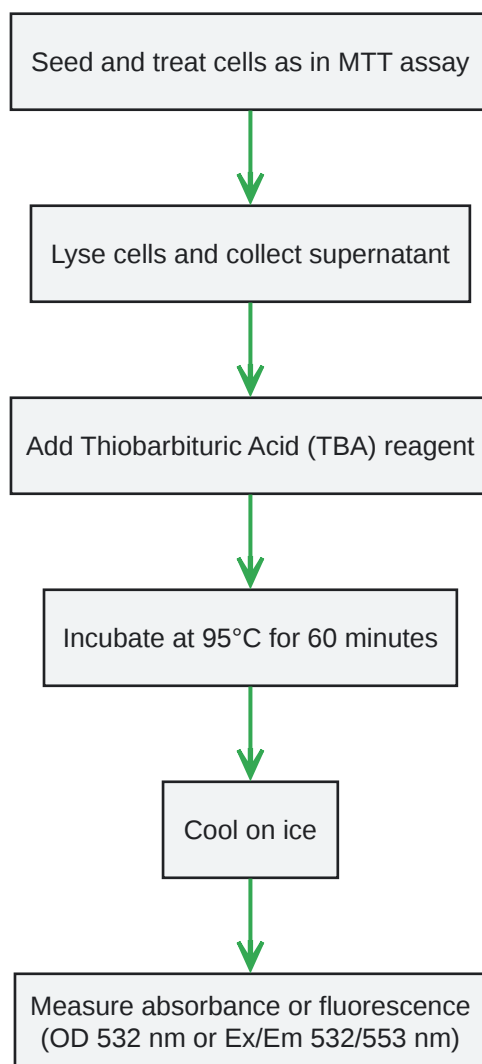 Seed and treat cells as in MTT assay
Lyse cells and collect supernatant
Add Thiobarbituric Acid (TBA) reagent
Incubate at 95°C for 60 minutes
Cool on ice
Measure absorbance or fluorescence
(OD 532 nm or Ex/Em 532/553 nm)